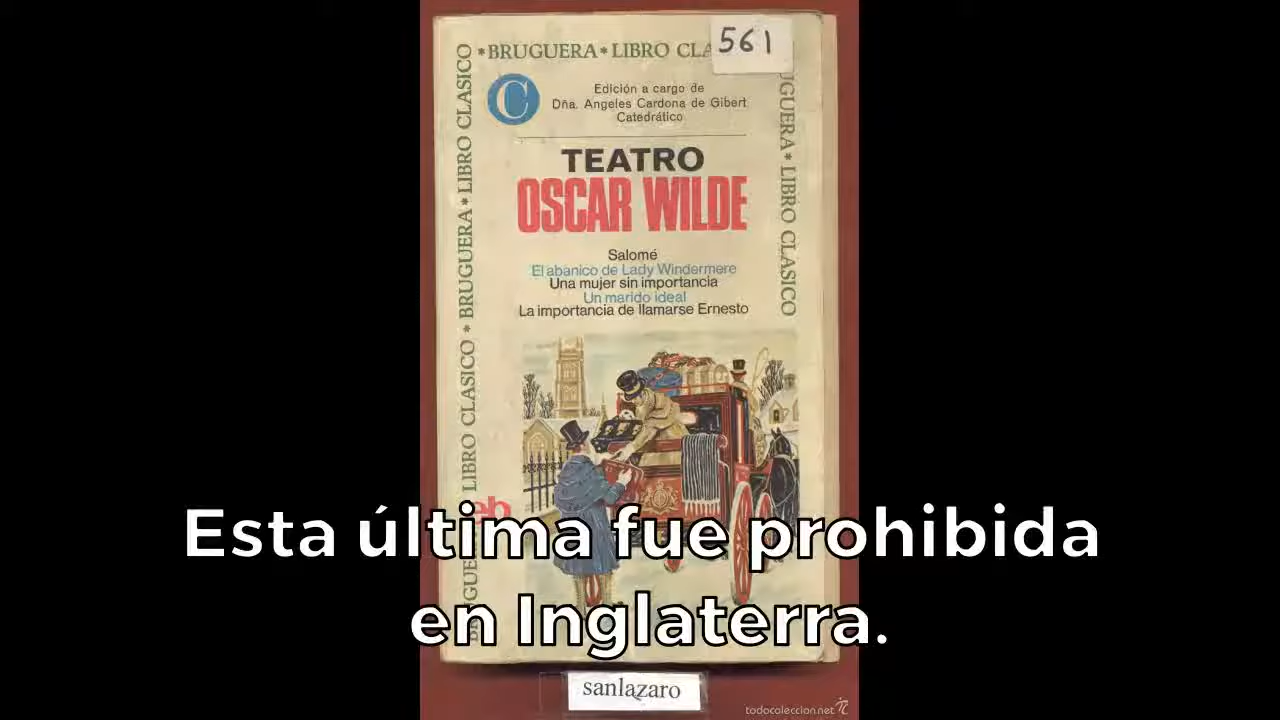 *BRUGUERA*LIBRO CLA
561
BRUGUERA*LIBRO CLASICO*BRUGUERA*LIBRO CLASICO
UGUERA*LIBRO CLASICO
C
Edición a cargo de
Dña. Angeles Cardona de Gibert
Catedrático
TEATRO
OSCAR WILDE
Salomé
El abanico de Lady Windermere
Una mujer sin importancia
Un marido ideal
La importancia de llamarse Ernesto
eb
Esta última fue prohibida
en Inglaterra.
sanlazaro
todocoleccion.net